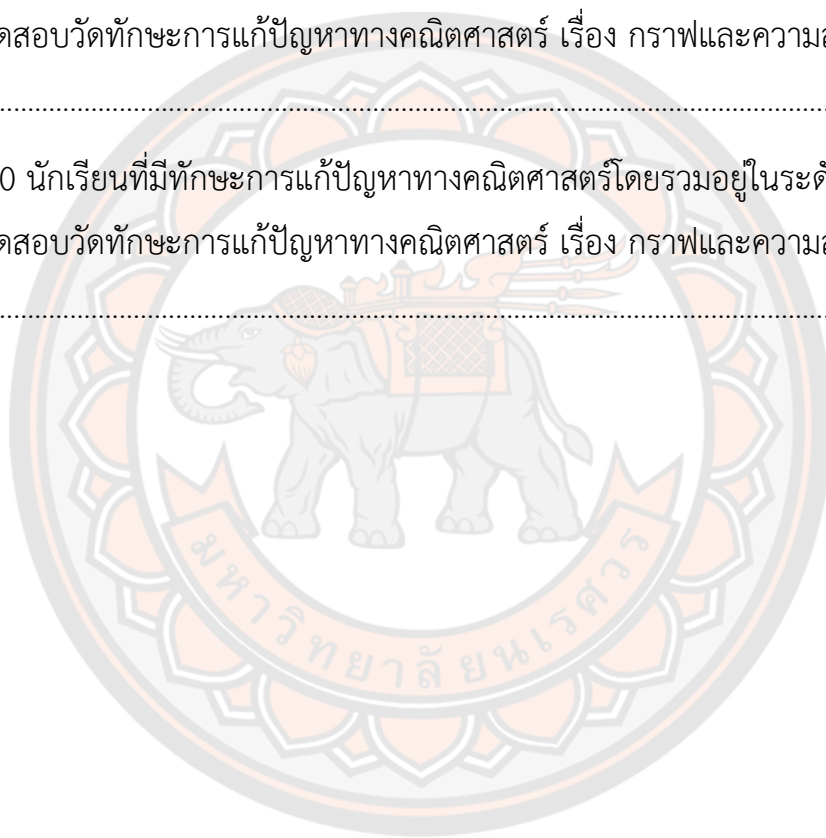 ดสอบวัดทักษะการแก้ปัญหาทางคณิตศาสตร์ เรื่อง กราฟและความส
................................................................................
0 นักเรียนที่มีทักษะการแก้ปัญหาทางคณิตศาสตร์โดยรวมอยู่ในระดั
ดสอบวัดทักษะการแก้ปัญหาทางคณิตศาสตร์ เรื่อง กราฟและความส
................................................................................
มหาวิทยาลัยนเรศวร